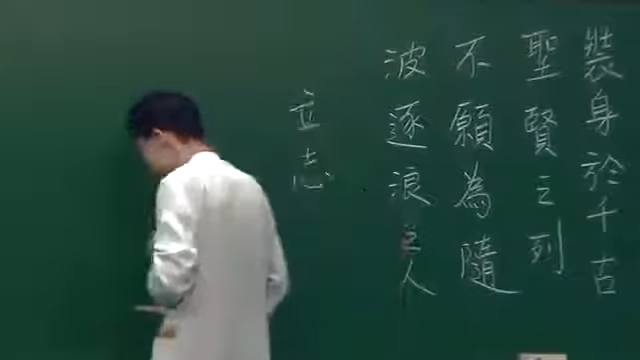 裝身於千古
聖賢之列
不願為隨
波逐浪之人
立志